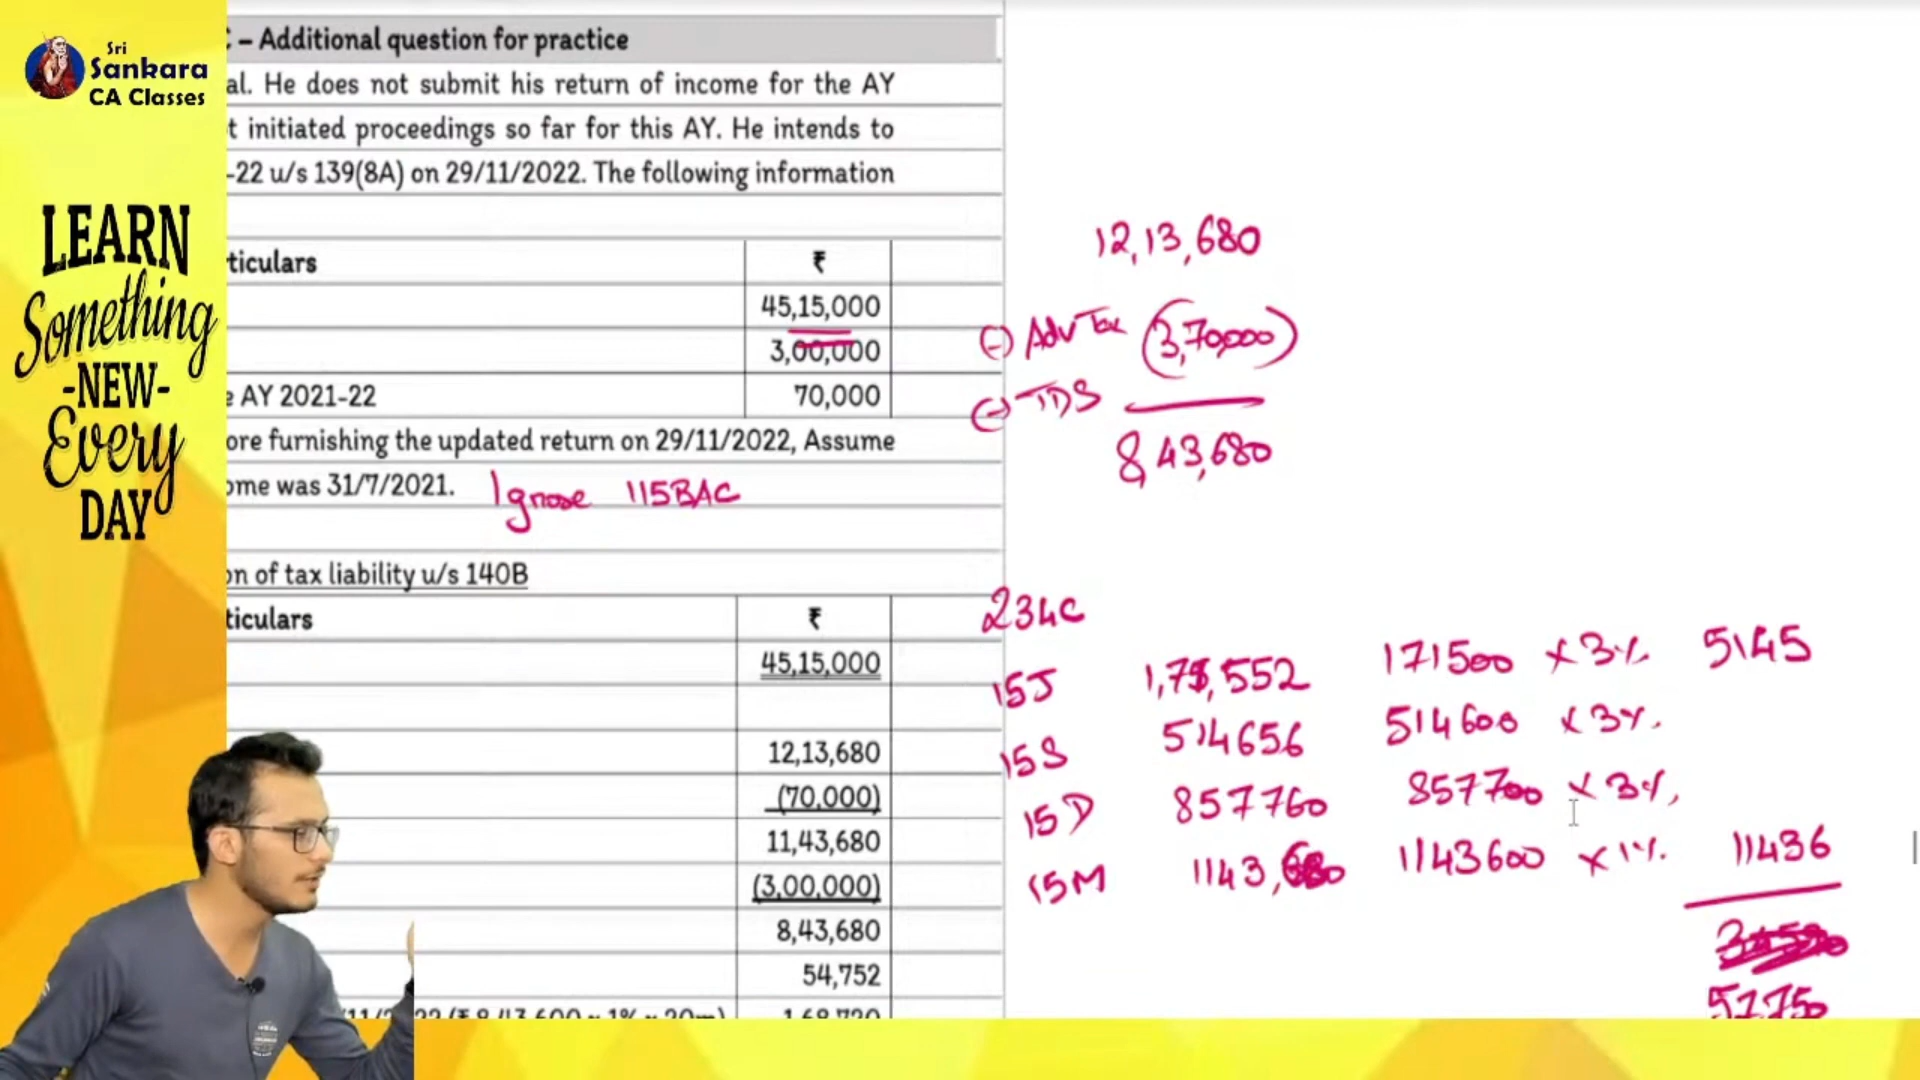 Sri
Sankara
CA Classes
LEARN
Something
-NEW-
Every
DAY
C – Additional question for practice
al. He does not submit his return of income for the AY
t initiated proceedings so far for this AY. He intends to
-22 u/s 139(8A) on 29/11/2022. The following information
ticulars ₹
45,15,000
3,00,000
e AY 2021-22 70,000
ore furnishing the updated return on 29/11/2022, Assume
ome was 31/7/2021. Ignore 115BAC
on of tax liability u/s 140B
ticulars ₹
45,15,000
12,13,680
(70,000)
11,43,680
(3,00,000)
8,43,680
54,752
1,68,720
12,13,680
(-) Adv Tax (3,70,000)
(-) TDS
8,43,680
234C
15J 1,71,552 171500 x 3% 5145
15S 514656 514600 x 3%.
15D 857760 857700 x 3%,
15M 1143,680 1143600 x 1%. 11436
57750